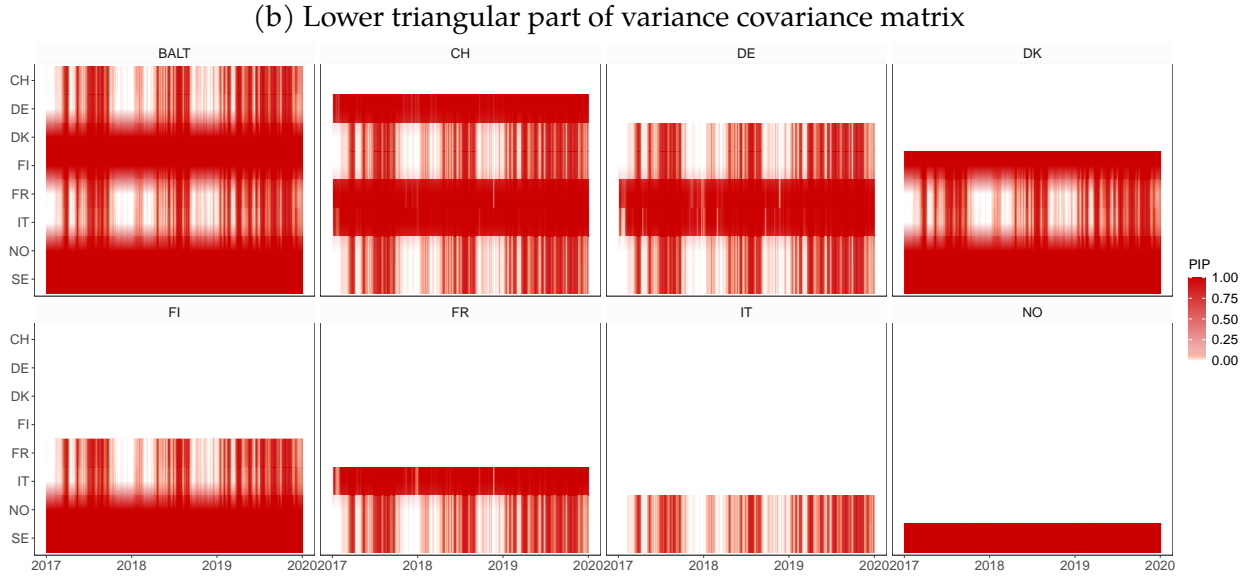 (b) Lower triangular part of variance covariance matrix
BALT
CH
DE
DK
CH
DE
DK
FI
FR
IT
NO
SE
PIP
1.00
0.75
0.50
0.25
0.00
FI
FR
IT
NO
CH
DE
DK
FI
FR
IT
NO
SE
2017
2018
2019
2020
2017
2018
2019
2020
2017
2018
2019
2020
2017
2018
2019
2020